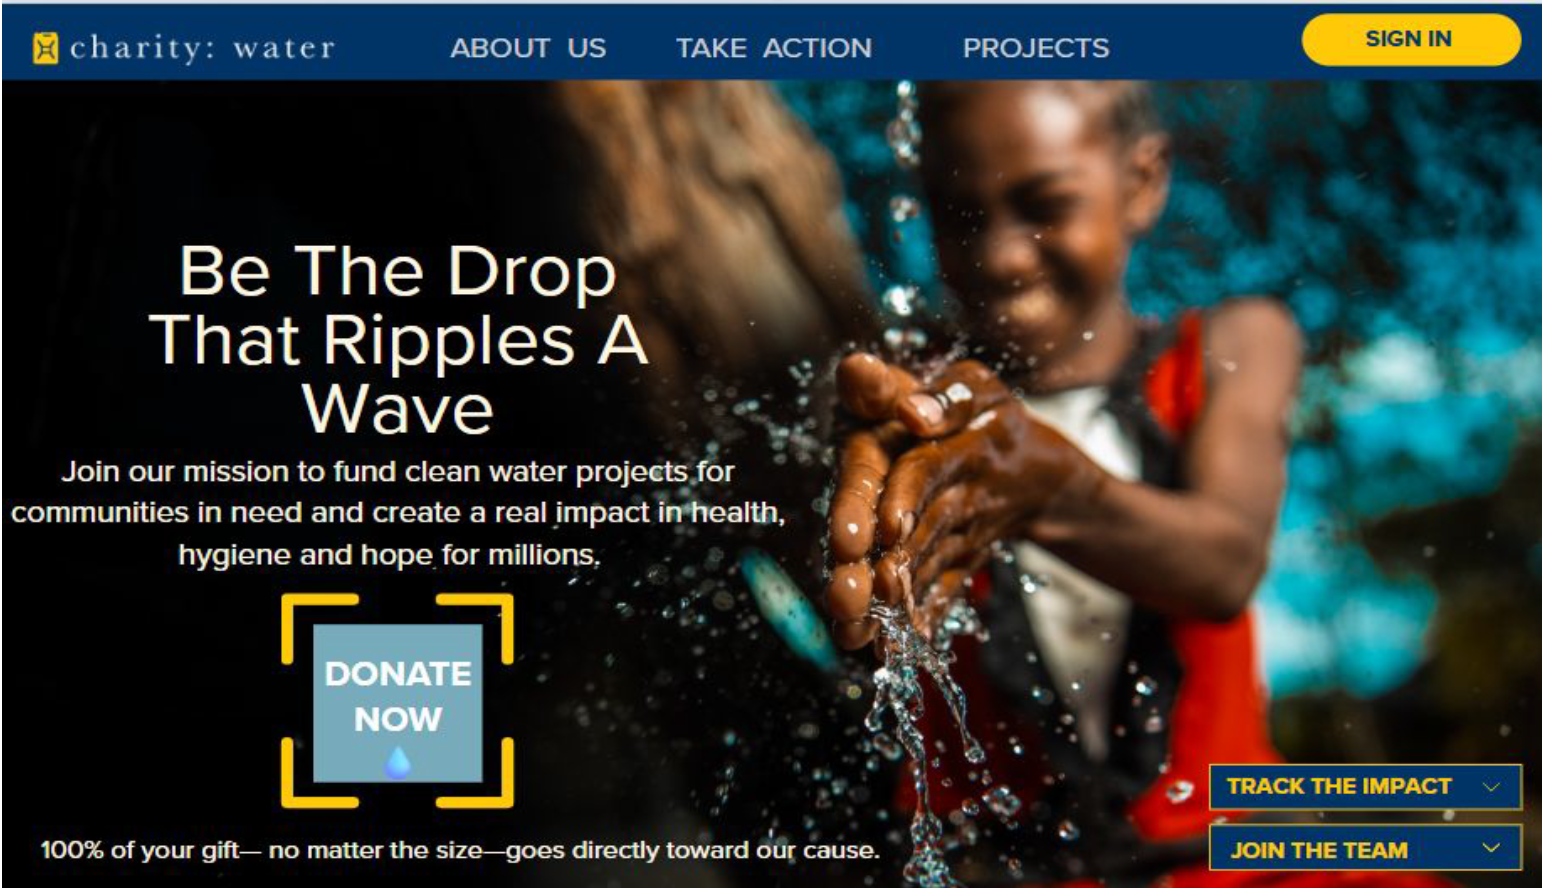 charity: water
ABOUT US
TAKE ACTION
PROJECTS
SIGN IN
Be The Drop
That Ripples A
Wave
Join our mission to fund clean water projects for
communities in need and create a real impact in health,
hygiene and hope for millions.
DONATE
NOW
100% of your gift— no matter the size—goes directly toward our cause.
TRACK THE IMPACT
JOIN THE TEAM